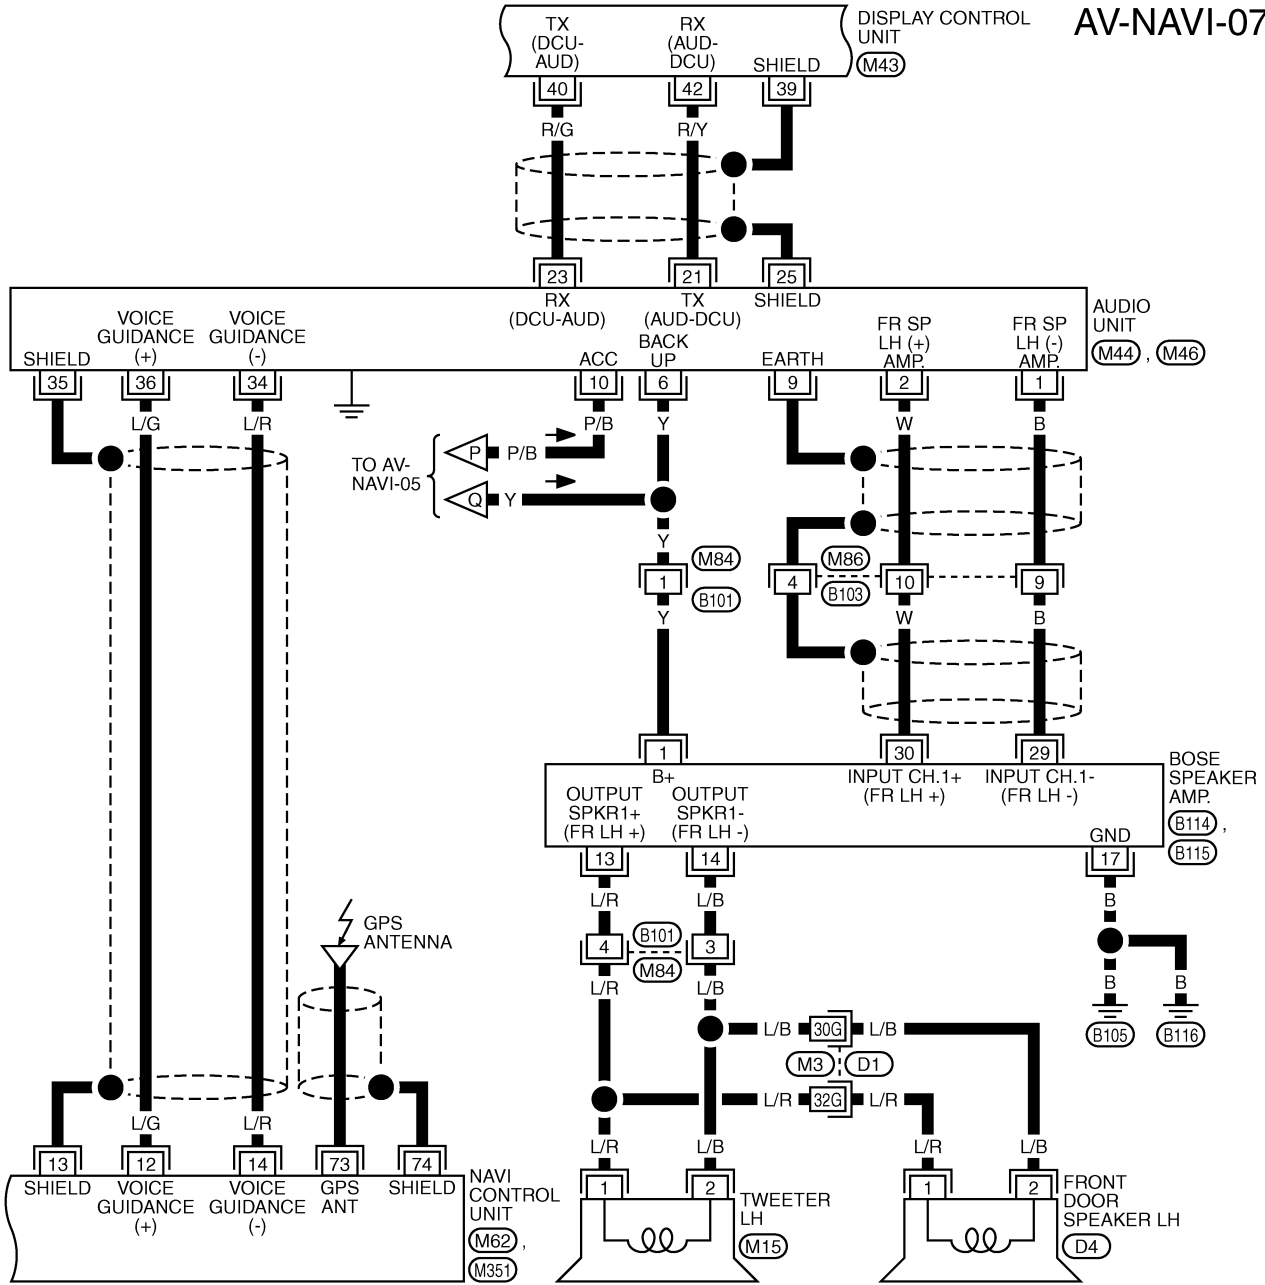 AV-NAVI-07
DISPLAY CONTROL
UNIT
M43
TX
(DCU-
AUD)
RX
(AUD-
DCU)
SHIELD
40
42
39
R/G
R/Y
23
21
25
RX
(DCU-AUD)
TX
(AUD-DCU)
SHIELD
AUDIO
UNIT
M44 , M46
SHIELD
VOICE
GUIDANCE
(+)
VOICE
GUIDANCE
(-)
ACC
BACK
UP
EARTH
FR SP
LH (+)
AMP.
FR SP
LH (-)
AMP.
35
36
34
10
6
9
2
1
L/G
L/R
P/B
Y
W
B
TO AV-
NAVI-05
P
P/B
Q
Y
Y
M84
1
B101
Y
4
M86
B103
10
9
W
B
1
30
29
B+
INPUT CH.1+
(FR LH +)
INPUT CH.1-
(FR LH -)
BOSE
SPEAKER
AMP.
B114 ,
B115
OUTPUT
SPKR1+
(FR LH +)
OUTPUT
SPKR1-
(FR LH -)
GND
13
14
17
L/R
L/B
B
4
B101
M84
3
L/R
L/B
B
B
B105
B116
GPS
ANTENNA
L/B
30G
L/B
M3
D1
L/R
32G
L/R
L/G
L/R
L/R
L/B
L/R
L/B
13
12
14
73
74
SHIELD
VOICE
GUIDANCE
(+)
VOICE
GUIDANCE
(-)
GPS
ANT
SHIELD
NAVI
CONTROL
UNIT
M62 ,
M351
1
2
TWEETER
LH
M15
1
2
FRONT
DOOR
SPEAKER LH
D4